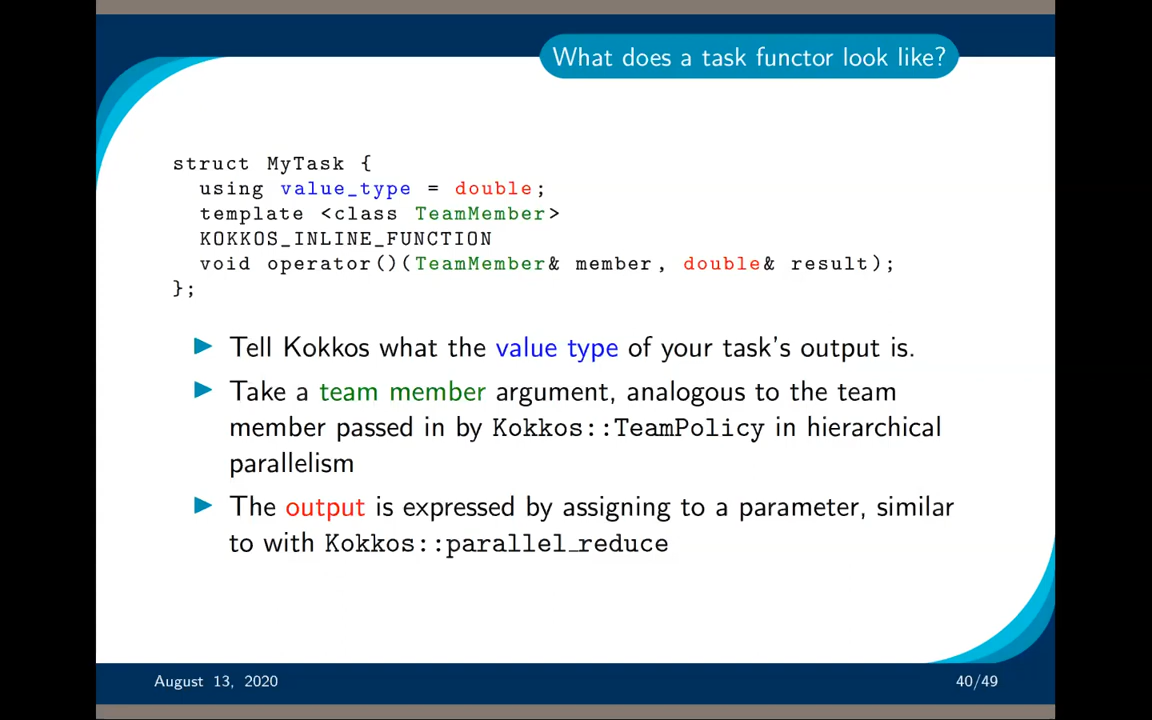 What does a task functor look like?
struct MyTask {
using value_type = double;
template <class TeamMember>
KOKKOS_INLINE_FUNCTION
void operator()(TeamMember& member, double& result);
};
Tell Kokkos what the value type of your task's output is.
Take a team member argument, analogous to the team
member passed in by Kokkos::TeamPolicy in hierarchical
parallelism
The output is expressed by assigning to a parameter, similar
to with Kokkos::parallel_reduce
August 13, 2020
40/49